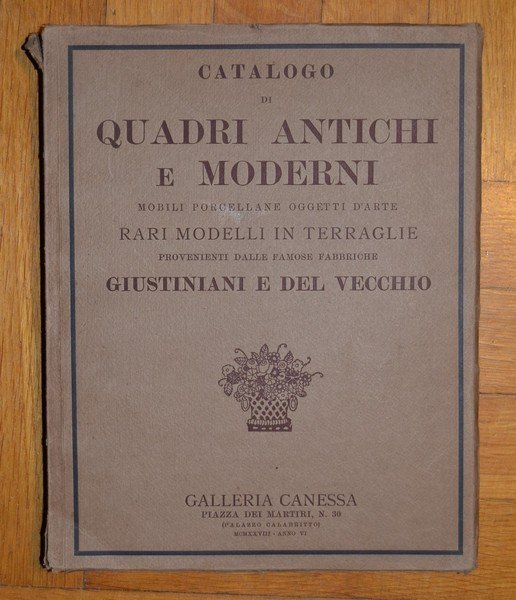 CATALOGO
DI
QUADRI ANTICHI
E MODERNI
MOBILI PORCELLANE OGGETTI D'ARTE
RARI MODELLI IN TERRAGLIE
PROVENIENTI DALLE FAMOSE FABBRICHE
GIUSTINIANI E DEL VECCHIO
GALLERIA CANESSA
PIAZZA DEI MARTIRI, N. 30
(PALAZZO CALABRITTO)
MCMXXVIII - ANNO VI